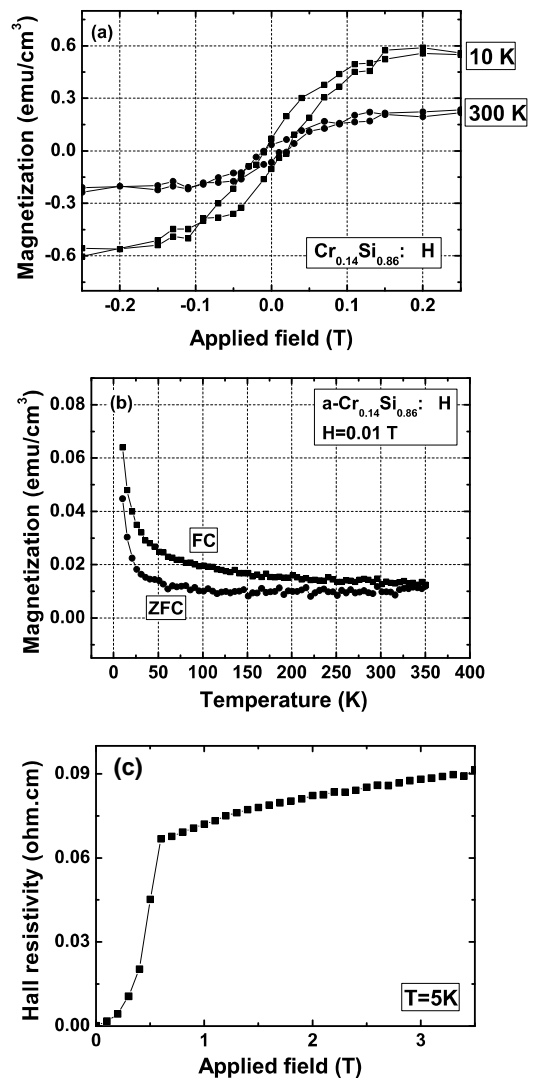 (a)
0.6
0.3
0.0
-0.3
-0.6
Magnetization (emu/cm³)
10 K
300 K
Cr₀.₁₄Si₀.₈₆: H
-0.2 -0.1 0.0 0.1 0.2
Applied field (T)
(b)
0.08
0.06
0.04
0.02
0.00
Magnetization (emu/cm³)
a-Cr₀.₁₄Si₀.₈₆: H
H=0.01 T
FC
ZFC
0 50 100 150 200 250 300 350 400
Temperature (K)
(c)
0.09
0.06
0.03
0.00
Hall resistivity (ohm.cm)
T=5K
0 1 2 3
Applied field (T)